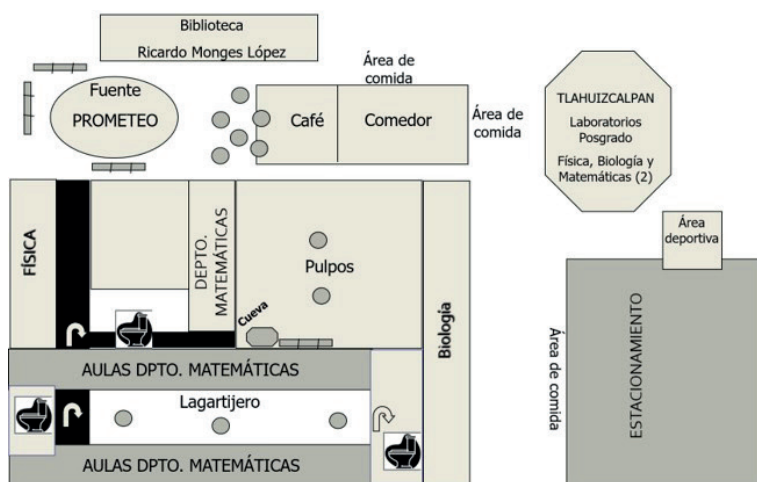 Biblioteca
Ricardo Monges López
Fuente
PROMETEO
Área de
comida
Café
Comedor
Área de
comida
TLAHUIZCALPAN
Laboratorios
Posgrado
Física, Biología y
Matemáticas (2)
Área
deportiva
FÍSICA
DEPTO.
MATEMÁTICAS
Pulpos
Cueva
Biología
Área de comida
ESTACIONAMIENTO
AULAS DPTO. MATEMÁTICAS
Lagartijero
AULAS DPTO. MATEMÁTICAS